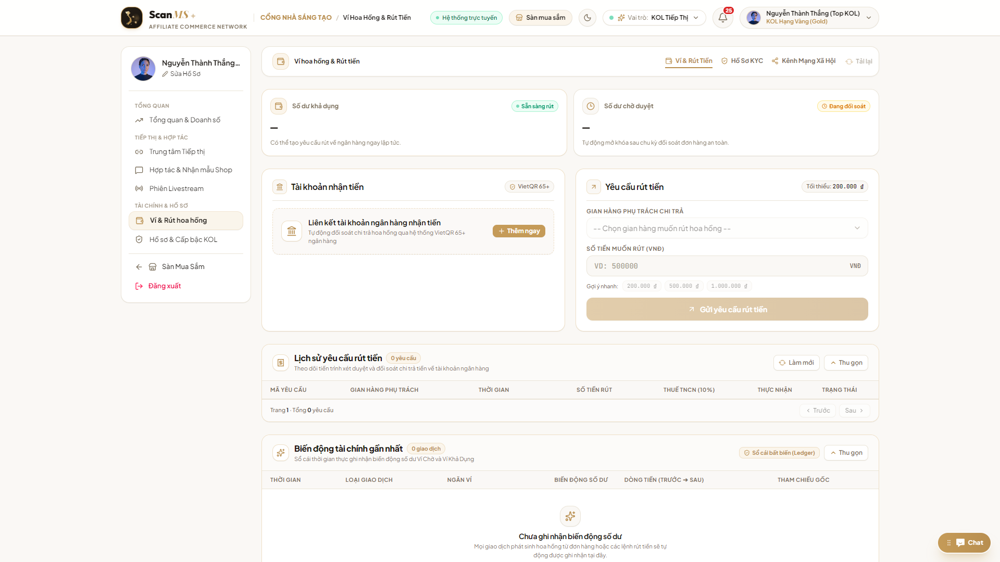 ScanMS
AFFILIATE COMMERCE NETWORK
CỔNG NHÀ SÁNG TẠO / Ví Hoa Hồng & Rút Tiền
Hệ thống trực tuyến
Sàn mua sắm
Vai trò: KOL Tiếp Thị
25
Nguyễn Thành Thắng (Top KOL)
KOL Hạng Vàng (Gold)
Nguyễn Thành Thắng...
Sửa Hồ Sơ
TỔNG QUAN
Tổng quan & Doanh số
TIẾP THỊ & HỢP TÁC
Trung tâm Tiếp thị
Hợp tác & Nhận mẫu Shop
Phiên Livestream
TÀI CHÍNH & HỒ SƠ
Ví & Rút hoa hồng
Hồ sơ & Cấp bậc KOL
Sàn Mua Sắm
Đăng xuất
Ví hoa hồng & Rút tiền
Ví & Rút Tiền
Hồ Sơ KYC
Kênh Mạng Xã Hội
Tải lại
Số dư khả dụng
Sẵn sàng rút
—
Có thể tạo yêu cầu rút về ngân hàng ngay lập tức.
Số dư chờ duyệt
Đang đối soát
—
Tự động mở khóa sau chu kỳ đối soát đơn hàng an toàn.
Tài khoản nhận tiền
VietQR 65+
Liên kết tài khoản ngân hàng nhận tiền
Tự động đối soát chi trả hoa hồng qua hệ thống VietQR 65+
ngân hàng
Thêm ngay
Yêu cầu rút tiền
Tối thiểu: 200.000 ₫
GIAN HÀNG PHỤ TRÁCH CHI TRẢ
-- Chọn gian hàng muốn rút hoa hồng --
SỐ TIỀN MUỐN RÚT (VNĐ)
VD: 500000
VNĐ
Gợi ý nhanh: 200.000 ₫ 500.000 ₫ 1.000.000 ₫
Gửi yêu cầu rút tiền
Lịch sử yêu cầu rút tiền
0 yêu cầu
Theo dõi tiến trình xét duyệt và đối soát chi trả tiền về tài khoản ngân hàng
Làm mới
Thu gọn
MÃ YÊU CẦU GIAN HÀNG PHỤ TRÁCH THỜI GIAN SỐ TIỀN RÚT THUẾ TNCN (10%) THỰC NHẬN TRẠNG THÁI
Trang 1 · Tổng 0 yêu cầu
Trước
Sau
Biến động tài chính gần nhất
0 giao dịch
Sổ cái thời gian thực ghi nhận biến động số dư Ví Chờ và Ví Khả Dụng
Sổ cái bất biến (Ledger)
Thu gọn
THỜI GIAN LOẠI GIAO DỊCH NGĂN VÍ BIẾN ĐỘNG SỐ DƯ DÒNG TIỀN (TRƯỚC ➔ SAU) THAM CHIẾU GỐC
Chưa ghi nhận biến động số dư
Mọi giao dịch phát sinh hoa hồng từ đơn hàng hoặc các lệnh rút tiền sẽ tự
động được ghi nhận tại đây.
Chat